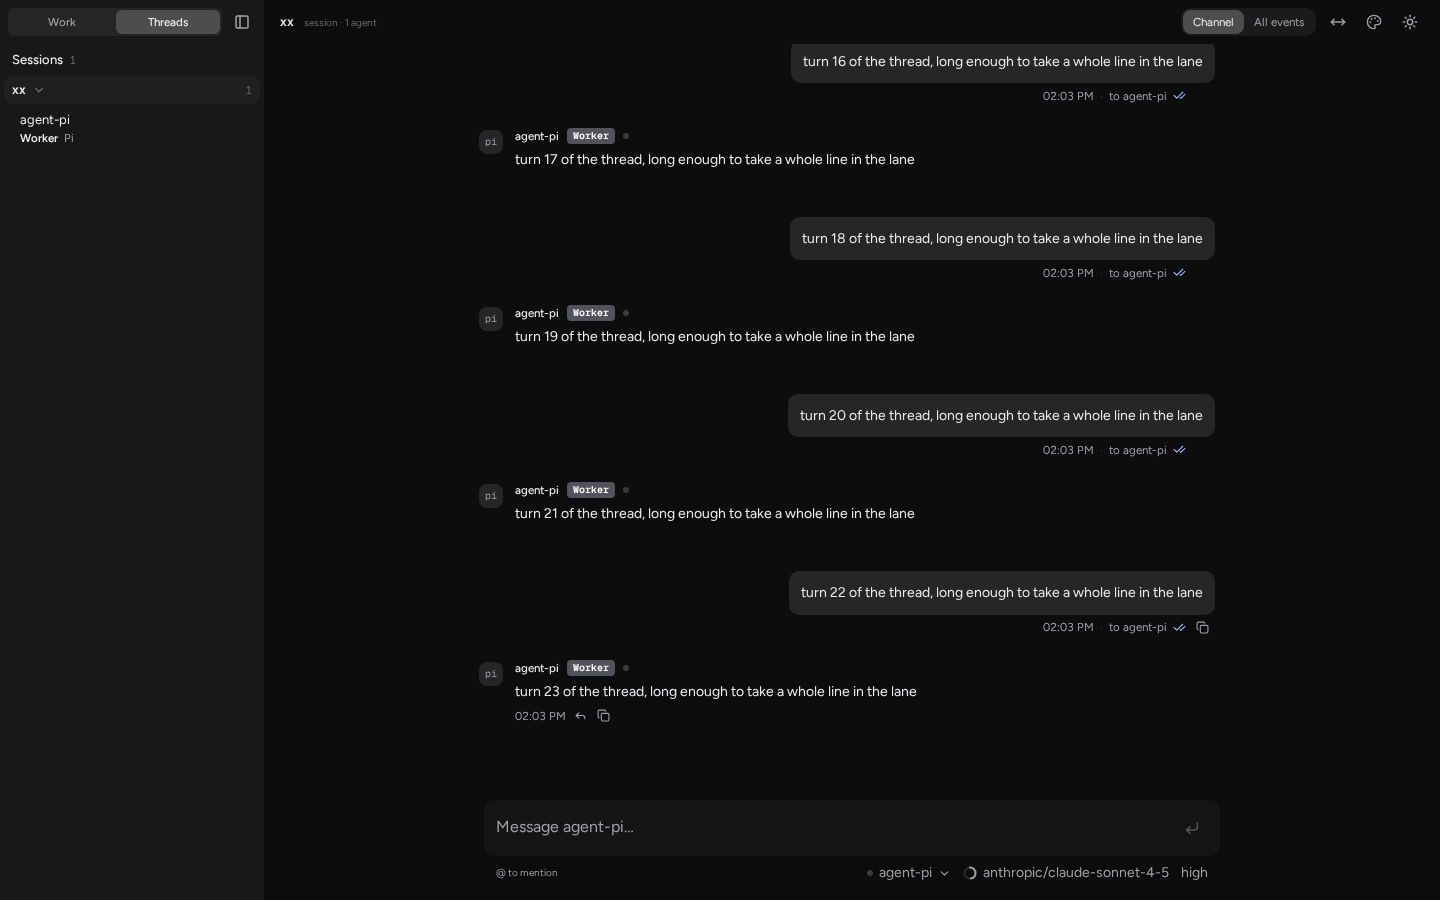 Work Threads
Sessions 1
xx 1
agent-pi
Worker Pi
xx session · 1 agent
Channel All events
turn 16 of the thread, long enough to take a whole line in the lane
02:03 PM · to agent-pi
pi agent-pi Worker
turn 17 of the thread, long enough to take a whole line in the lane
turn 18 of the thread, long enough to take a whole line in the lane
02:03 PM · to agent-pi
pi agent-pi Worker
turn 19 of the thread, long enough to take a whole line in the lane
turn 20 of the thread, long enough to take a whole line in the lane
02:03 PM · to agent-pi
pi agent-pi Worker
turn 21 of the thread, long enough to take a whole line in the lane
turn 22 of the thread, long enough to take a whole line in the lane
02:03 PM · to agent-pi
pi agent-pi Worker
turn 23 of the thread, long enough to take a whole line in the lane
02:03 PM
Message agent-pi...
@ to mention agent-pi anthropic/claude-sonnet-4-5 high